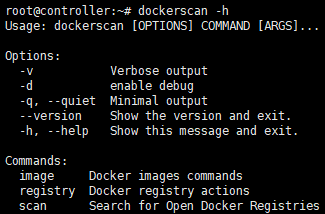 root@controller:~# dockerscan -h
Usage: dockerscan [OPTIONS] COMMAND [ARGS]...

Options:
  -v           Verbose output
  -d           enable debug
  -q, --quiet  Minimal output
  --version    Show the version and exit.
  -h, --help   Show this message and exit.

Commands:
  image     Docker images commands
  registry  Docker registry actions
  scan      Search for Open Docker Registries